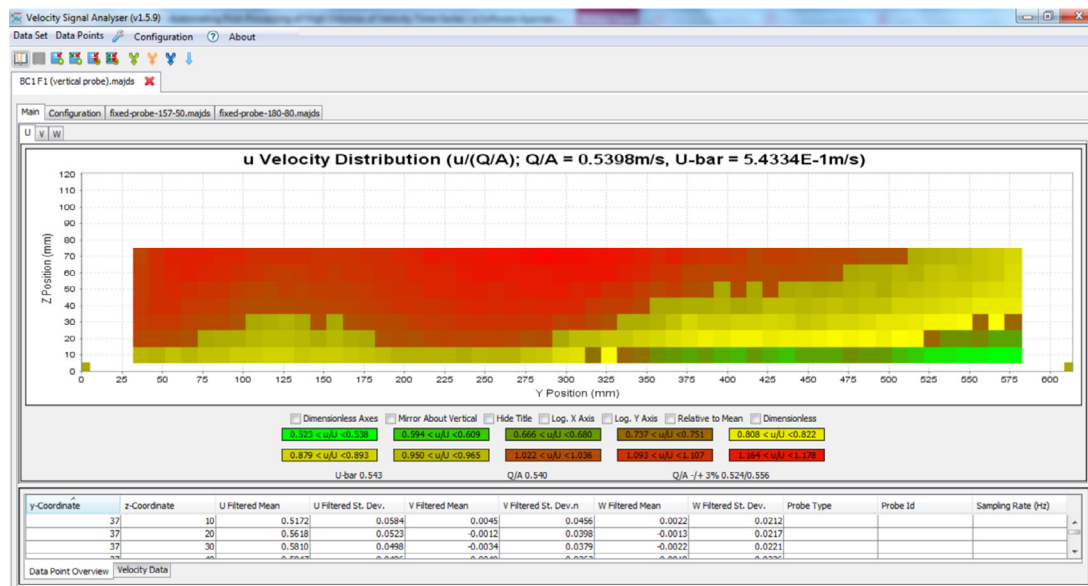 Velocity Signal Analyser (v1.5.9)
Data Set Data Points Configuration ? About
BC1F1 (vertical probe).majds
Main Configuration fixed-probe-157-50.majds fixed-probe-180-80.majds
U V W
u Velocity Distribution (u/(Q/A); Q/A = 0.5398m/s, U-bar = 5.4334E-1m/s)
120
110
100
90
80
70
60
50
40
30
20
10
0
Z Position (mm)
0 25 50 75 100 125 150 175 200 225 250 275 300 325 350 375 400 425 450 475 500 525 550 575 600
Y Position (mm)
Dimensionless Axes Mirror About Vertical Hide Title Log. X Axis Log. Y Axis Relative to Mean Dimensionless
0.523 < u/U <0.538 0.594 < u/U <0.609 0.666 < u/U <0.680 0.737 < u/U <0.751 0.808 < u/U <0.822
0.879 < u/U <0.893 0.950 < u/U <0.965 1.022 < u/U <1.036 1.093 < u/U <1.107 1.164 < u/U <1.178
U-bar 0.543 Q/A 0.540 Q/A -/+ 3% 0.524/0.556
y-Coordinate z-Coordinate U Filtered Mean U Filtered St. Dev. V Filtered Mean V Filtered St. Dev.n W Filtered Mean W Filtered St. Dev. Probe Type Probe Id Sampling Rate (Hz)
37 10 0.5172 0.0584 0.0045 0.0456 0.0022 0.0212
37 20 0.5618 0.0523 -0.0012 0.0398 -0.0013 0.0217
37 30 0.5810 0.0498 -0.0034 0.0379 -0.0022 0.0221
Data Point Overview Velocity Data